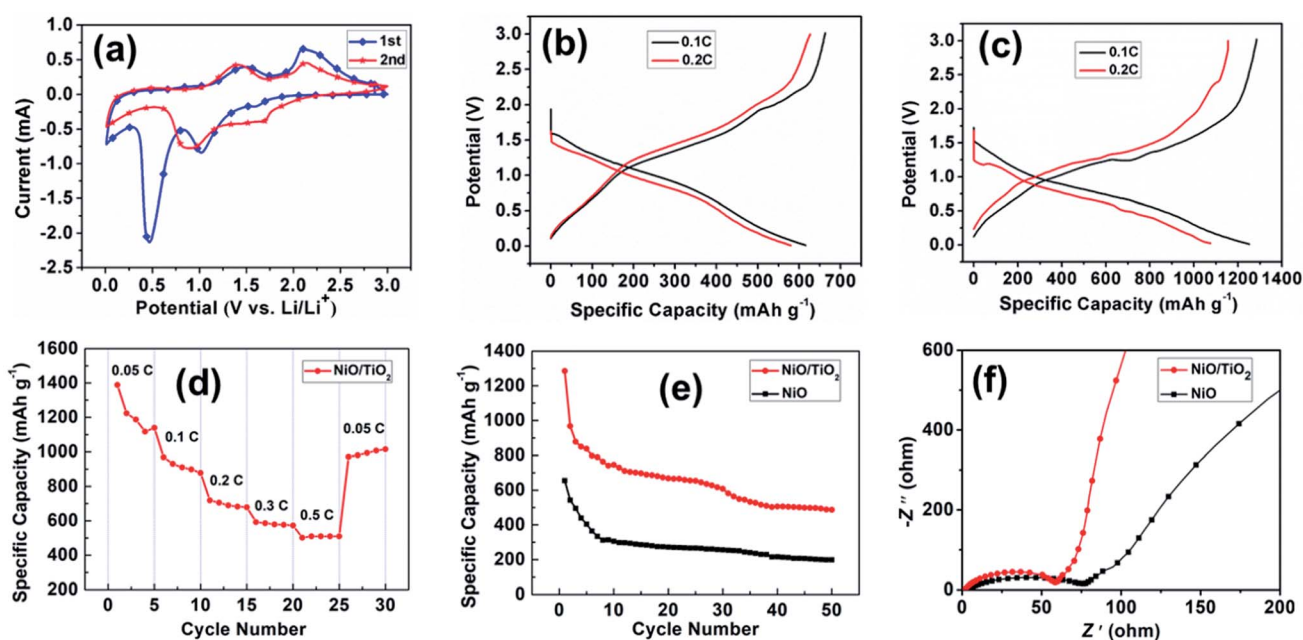 (a)
1st
2nd
1.0
0.5
0.0
-0.5
-1.0
-1.5
-2.0
-2.5
Current (mA)
0.0 0.5 1.0 1.5 2.0 2.5 3.0
Potential (V vs. Li/Li⁺)
(b)
0.1C
0.2C
3.0
2.5
2.0
1.5
1.0
0.5
0.0
Potential (V)
0 100 200 300 400 500 600 700
Specific Capacity (mAh g⁻¹)
(c)
0.1C
0.2C
3.0
2.5
2.0
1.5
1.0
0.5
0.0
Potential (V)
0 200 400 600 800 1000 1200 1400
Specific Capacity (mAh g⁻¹)
(d)
NiO/TiO₂
1600
1400
1200
1000
800
600
400
200
Specific Capacity (mAh g⁻¹)
0.05 C
0.1 C
0.2 C
0.3 C
0.5 C
0.05 C
0 5 10 15 20 25 30
Cycle Number
(e)
NiO/TiO₂
NiO
1400
1200
1000
800
600
400
200
0
Specific Capacity (mAh g⁻¹)
0 10 20 30 40 50
Cycle Number
(f)
NiO/TiO₂
NiO
600
400
200
0
-Z″ (ohm)
0 50 100 150 200
Z′ (ohm)